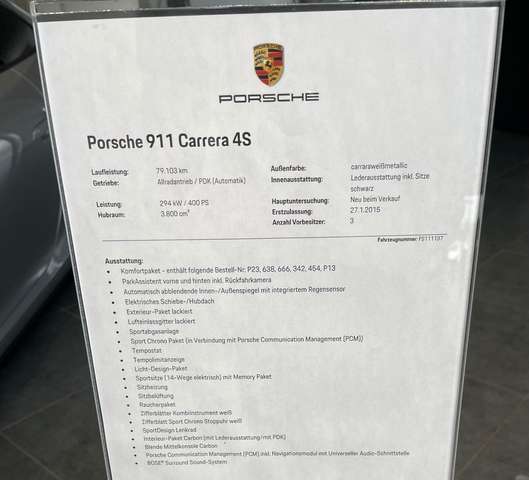 PORSCHE
Porsche 911 Carrera 4S
Laufleistung: 79.103 km
Getriebe: Allradantrieb / PDK (Automatik)
Leistung: 294 kW / 400 PS
Hubraum: 3.800 cm³
Außenfarbe: carraraweißmetallic
Innenausstattung: Lederausstattung inkl. Sitze
schwarz
Hauptuntersuchung: Neu beim Verkauf
Erstzulassung: 27.1.2015
Anzahl Vorbesitzer: 3
Fahrzeugnummer: FS111137
Ausstattung:
• Komfortpaket - enthält folgende Bestell-Nr: P23, 638, 666, 342, 454, P13
• ParkAssistent vorne und hinten inkl. Rückfahrkamera
• Automatisch abblendende Innen-/Außenspiegel mit integriertem Regensensor
• Elektrisches Schiebe-/Hubdach
• Exterieur-Paket lackiert
• Lufteinlassgitter lackiert
• Sportabgasanlage
• Sport Chrono Paket (in Verbindung mit Porsche Communication Management (PCM))
• Tempostat
• Tempolimitanzeige
• Licht-Design-Paket
• Sportsitze (14-Wege elektrisch) mit Memory Paket
• Sitzheizung
• Sitzbelüftung
• Raucherpaket
• Zifferblätter Kombiinstrument weiß
• Zifferblatt Sport Chrono Stoppuhr weiß
• SportDesign Lenkrad
• Interieur-Paket Carbon (mit Lederausstattung/mit PDK)
• Blende Mittelkonsole Carbon
• Porsche Communication Management (PCM) inkl. Navigationsmodul mit Universeller Audio-Schnittstelle
• BOSE® Surround Sound-System